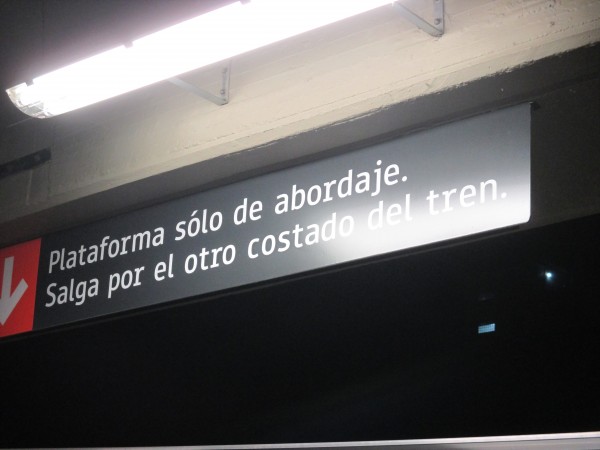 Plataforma sólo de abordaje.
Salga por el otro costado del tren.